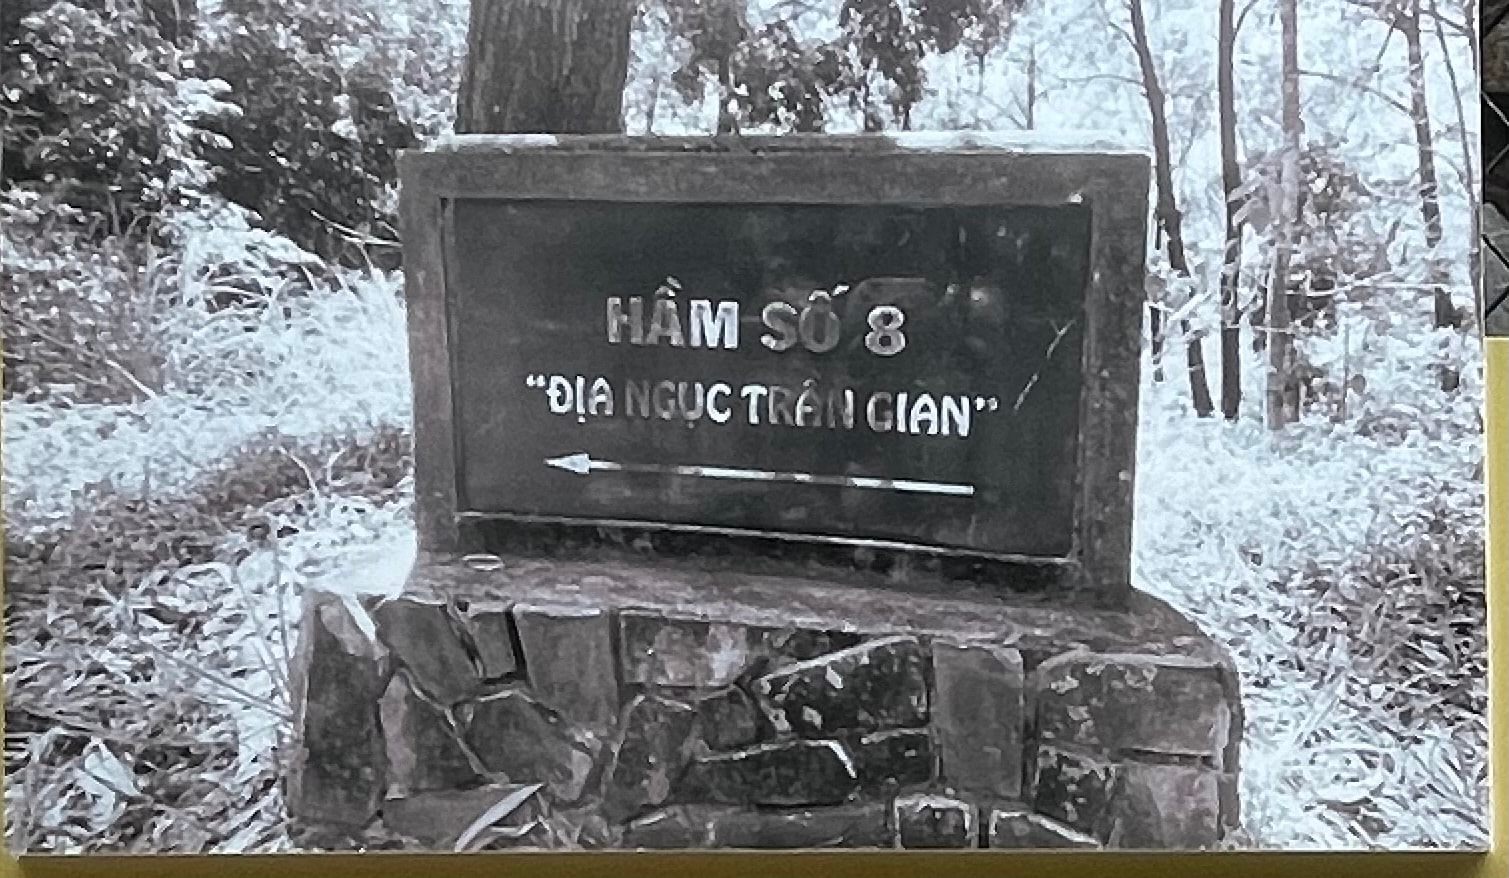 HẦM SỐ 8
“ĐỊA NGỤC TRẦN GIAN”